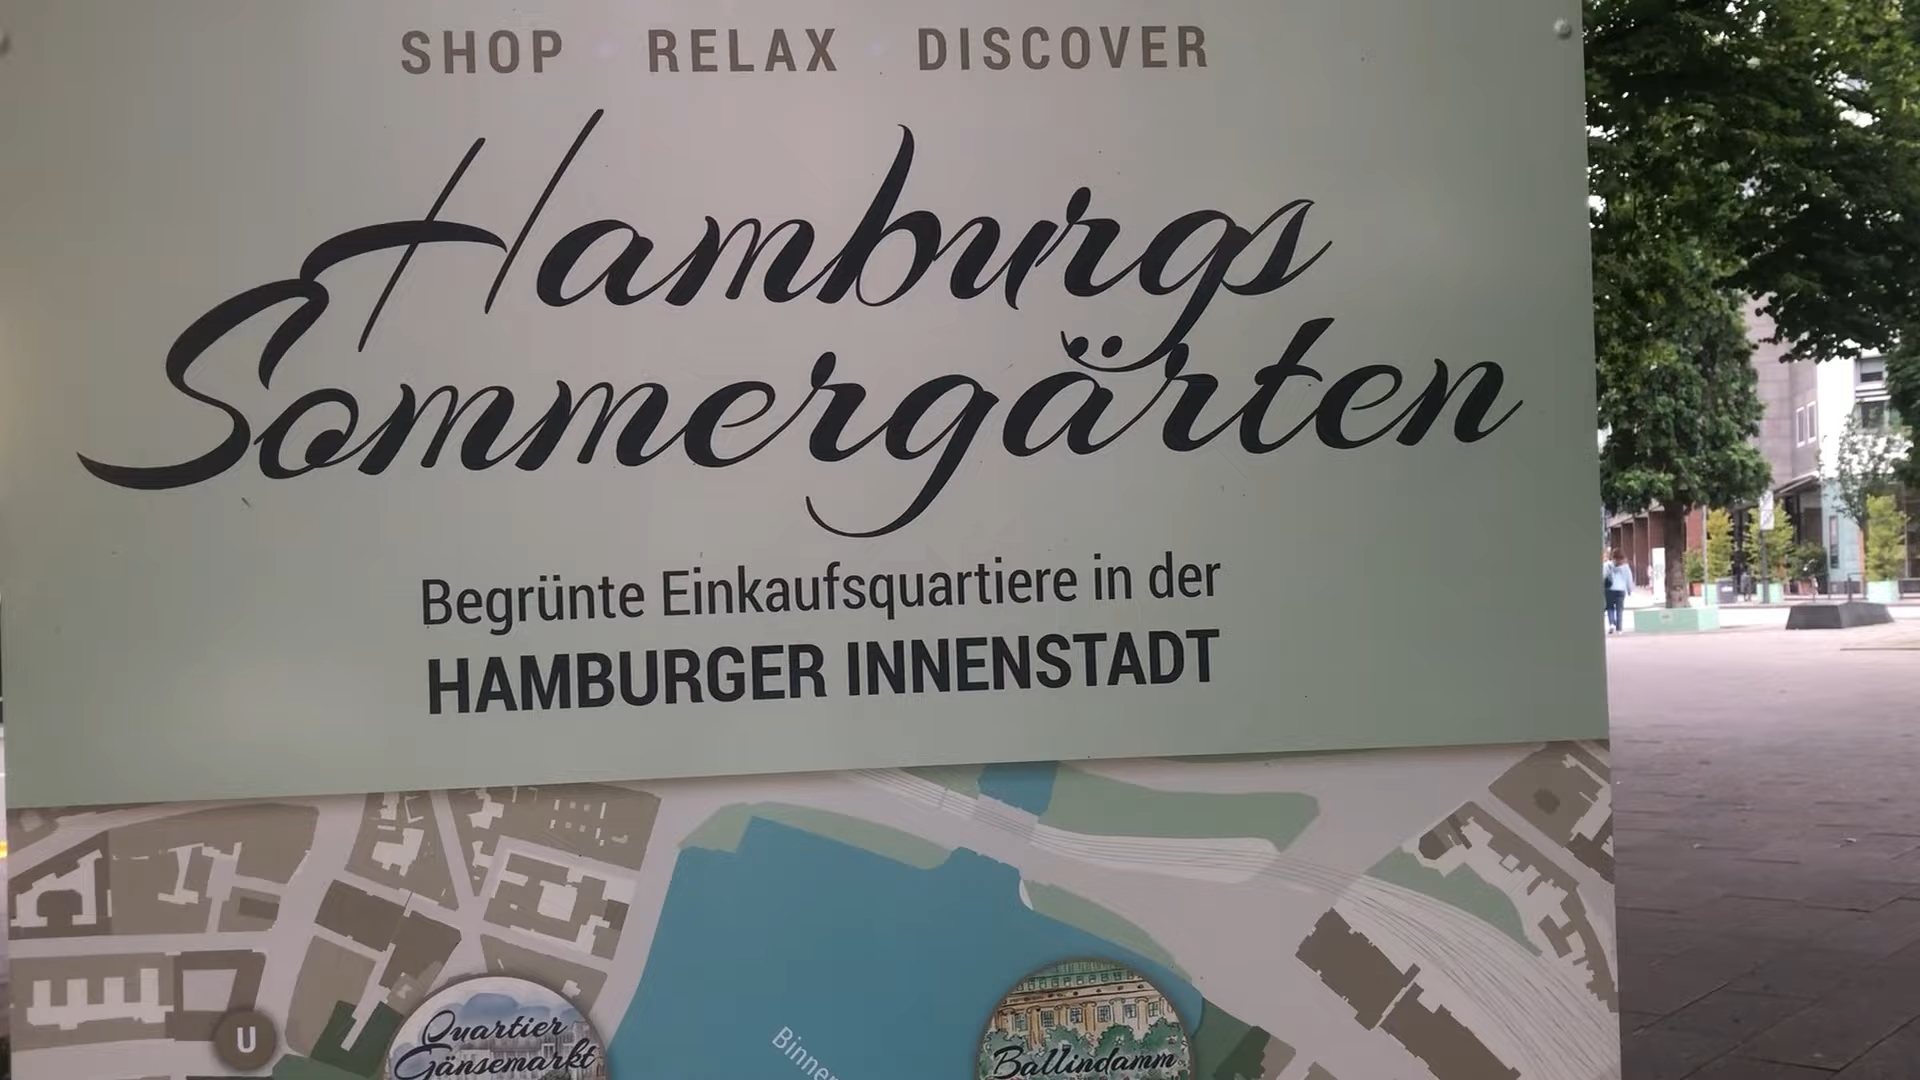 SHOP RELAX DISCOVER
Hamburgs
Sommergärten
Begrünte Einkaufsquartiere in der
HAMBURGER INNENSTADT
U
Quartier
Gänsemarkt
Ballindamm